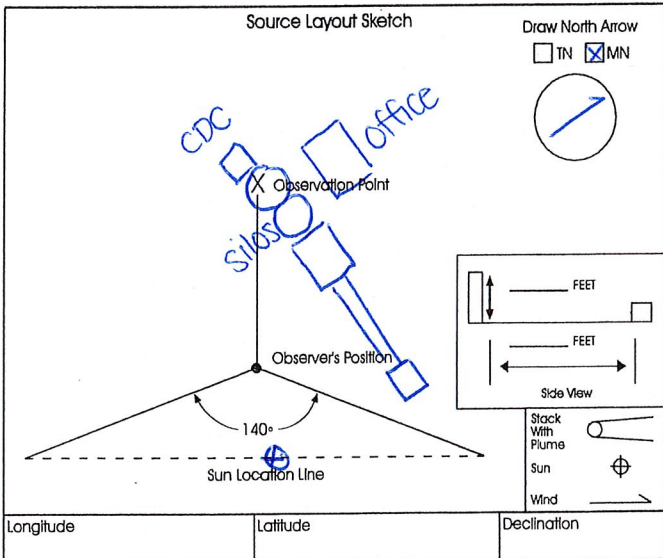 Source Layout Sketch
Draw North Arrow
TN X MN
CDC
Office
X Observation Point
Silos
FEET
FEET
Side View
Observer's Position
140°
Sun Location Line
Stack With Plume
Sun
Wind
Longitude
Latitude
Declination